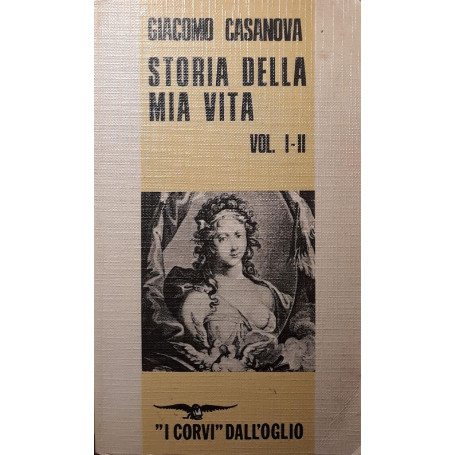 GIACOMO CASANOVA
STORIA DELLA
MIA VITA
VOL. I-II
"I CORVI" DALL'OGLIO